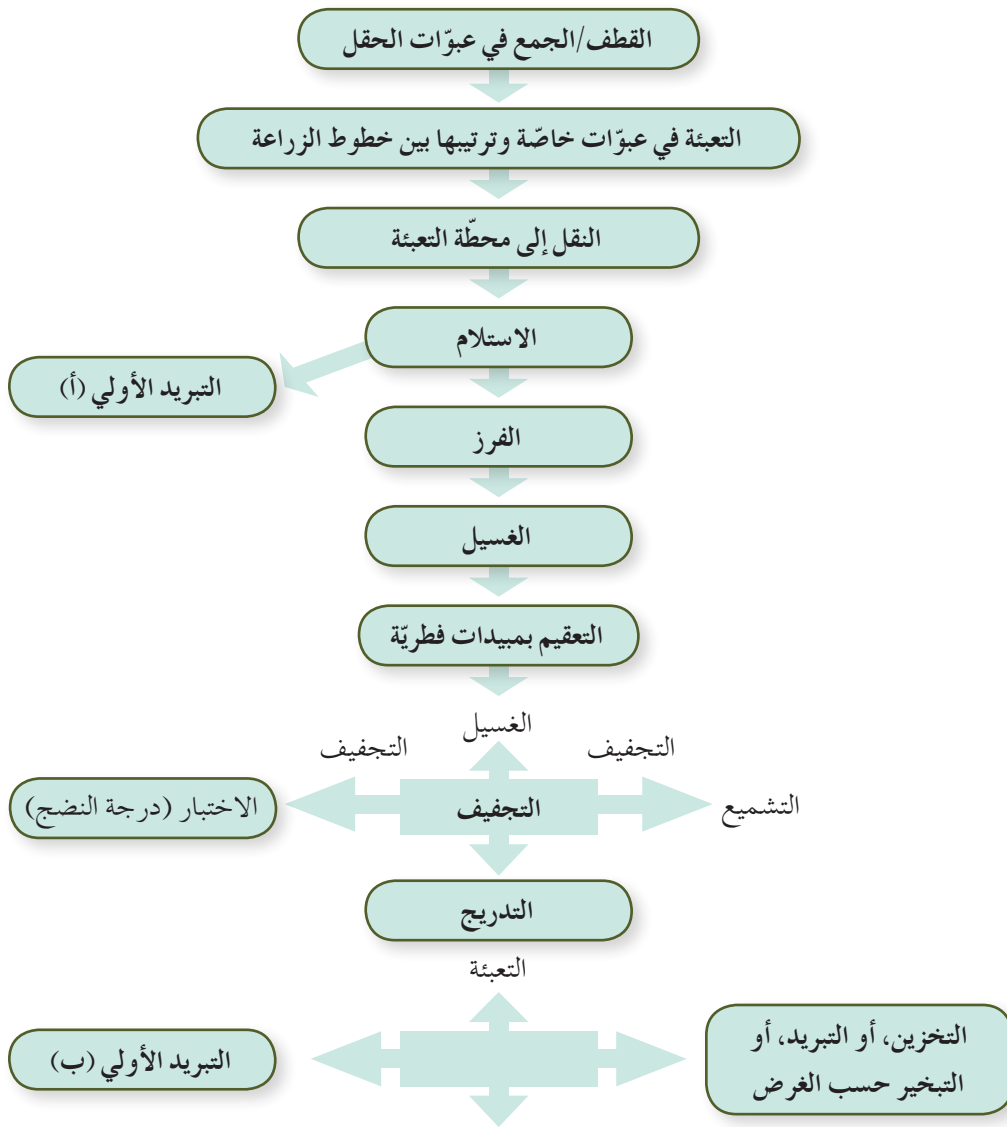 القطف/الجمع في عبوّات الحقل
التعبئة في عبوّات خاصّة وترتيبها بين خطوط الزراعة
النقل إلى محطّة التعبئة
الاستلام
التبريد الأولي (أ)
الفرز
الغسيل
التعقيم بمبيدات فطريّة
الغسيل
التجفيف
التجفيف
التشميع
التجفيف
الاختبار (درجة النضج)
التدريج
التعبئة
التخزين، أو التبريد، أو
التبخير حسب الغرض
التبريد الأولي (ب)